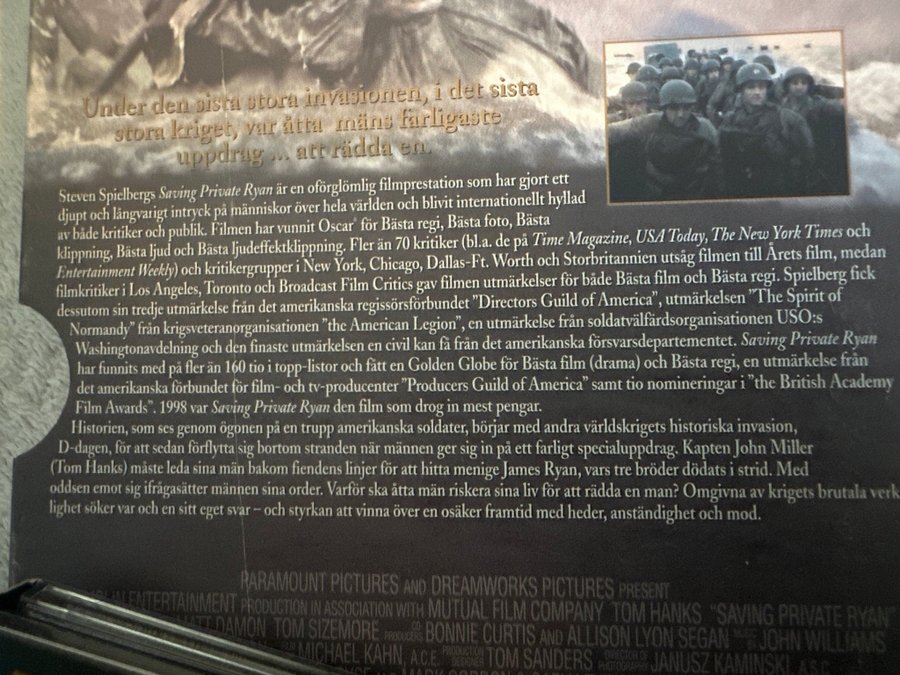 Under den sista stora invasionen, i det sista
stora kriget, var åtta mäns farligaste
uppdrag ... att rädda en.
Steven Spielbergs Saving Private Ryan är en oförglömlig filmprestation som har gjort ett
djupt och långvarigt intryck på människor över hela världen och blivit internationellt hyllad
av både kritiker och publik. Filmen har vunnit Oscar® för Bästa regi, Bästa foto, Bästa
klippning, Bästa ljud och Bästa ljudeffektklippning. Fler än 70 kritiker (bl.a. de på Time Magazine, USA Today, The New York Times och
Entertainment Weekly) och kritikergrupper i New York, Chicago, Dallas-Ft. Worth och Storbritannien utsåg filmen till Årets film, medan
filmkritiker i Los Angeles, Toronto och Broadcast Film Critics gav filmen utmärkelser för både Bästa film och Bästa regi. Spielberg fick
dessutom sin tredje utmärkelse från det amerikanska regissörsförbundet ”Directors Guild of America”, utmärkelsen ”The Spirit of
Normandy” från krigsveteranorganisationen ”the American Legion”, en utmärkelse från soldatvälfärdsorganisationen USO:s
Washingtonavdelning och den finaste utmärkelsen en civil kan få från det amerikanska försvarsdepartementet. Saving Private Ryan
har funnits med på fler än 160 tio i topp-listor och fått en Golden Globe för Bästa film (drama) och Bästa regi, en utmärkelse från
det amerikanska förbundet för film- och tv-producenter ”Producers Guild of America” samt tio nomineringar i ”the British Academy
Film Awards”. 1998 var Saving Private Ryan den film som drog in mest pengar.
Historien, som ses genom ögonen på en trupp amerikanska soldater, börjar med andra världskrigets historiska invasion,
D-dagen, för att sedan förflytta sig bortom stranden när männen ger sig in på ett farligt specialuppdrag. Kapten John Miller
(Tom Hanks) måste leda sina män bakom fiendens linjer för att hitta menige James Ryan, vars tre bröder dödats i strid. Med
oddsen emot sig ifrågasätter männen sina order. Varför ska åtta män riskera sina liv för att rädda en man? Omgivna av krigets brutala verk
lighet söker var och en sitt eget svar – och styrkan att vinna över en osäker framtid med heder, anständighet och mod.
PARAMOUNT PICTURES AND DREAMWORKS PICTURES PRESENT
ENTERTAINMENT PRODUCTION IN ASSOCIATION WITH MUTUAL FILM COMPANY TOM HANKS “SAVING PRIVATE RYAN”
DAMON TOM SIZEMORE CO-PRODUCERS BONNIE CURTIS AND ALLISON LYON SEGAN MUSIC BY JOHN WILLIAMS
MICHAEL KAHN, A.C.E. PRODUCTION DESIGNER TOM SANDERS DIRECTOR OF PHOTOGRAPHY JANUSZ KAMINSKI, A.S.C.